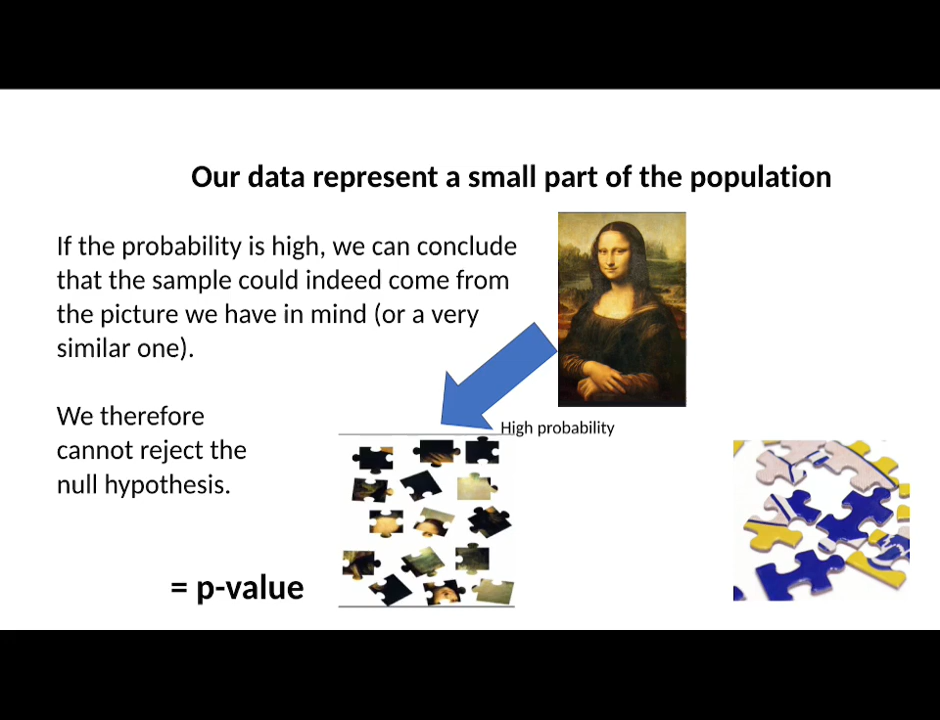 Our data represent a small part of the population
If the probability is high, we can conclude
that the sample could indeed come from
the picture we have in mind (or a very
similar one).
We therefore
cannot reject the
null hypothesis.
High probability
= p-value